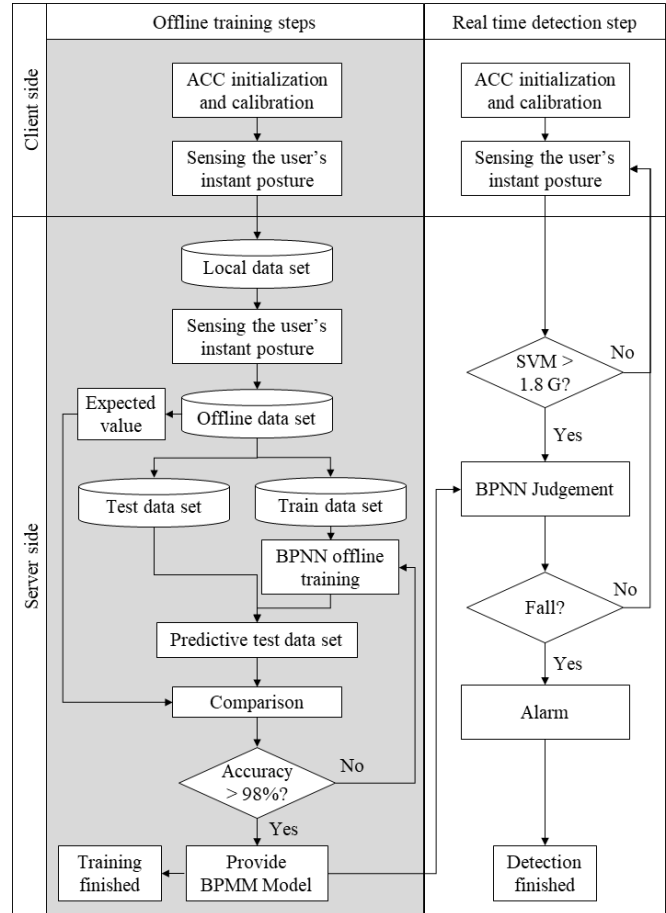 Offline training steps
Real time detection step
Client side
ACC initialization
and calibration
Sensing the user's
instant posture
ACC initialization
and calibration
Sensing the user's
instant posture
Server side
Local data set
Sensing the user's
instant posture
Expected
value
Offline data set
Test data set
Train data set
BPNN offline
training
Predictive test data set
Comparison
Accuracy
> 98%?
No
Yes
Training
finished
Provide
BPMM Model
SVM >
1.8 G?
No
Yes
BPNN Judgement
Fall?
No
Yes
Alarm
Detection
finished